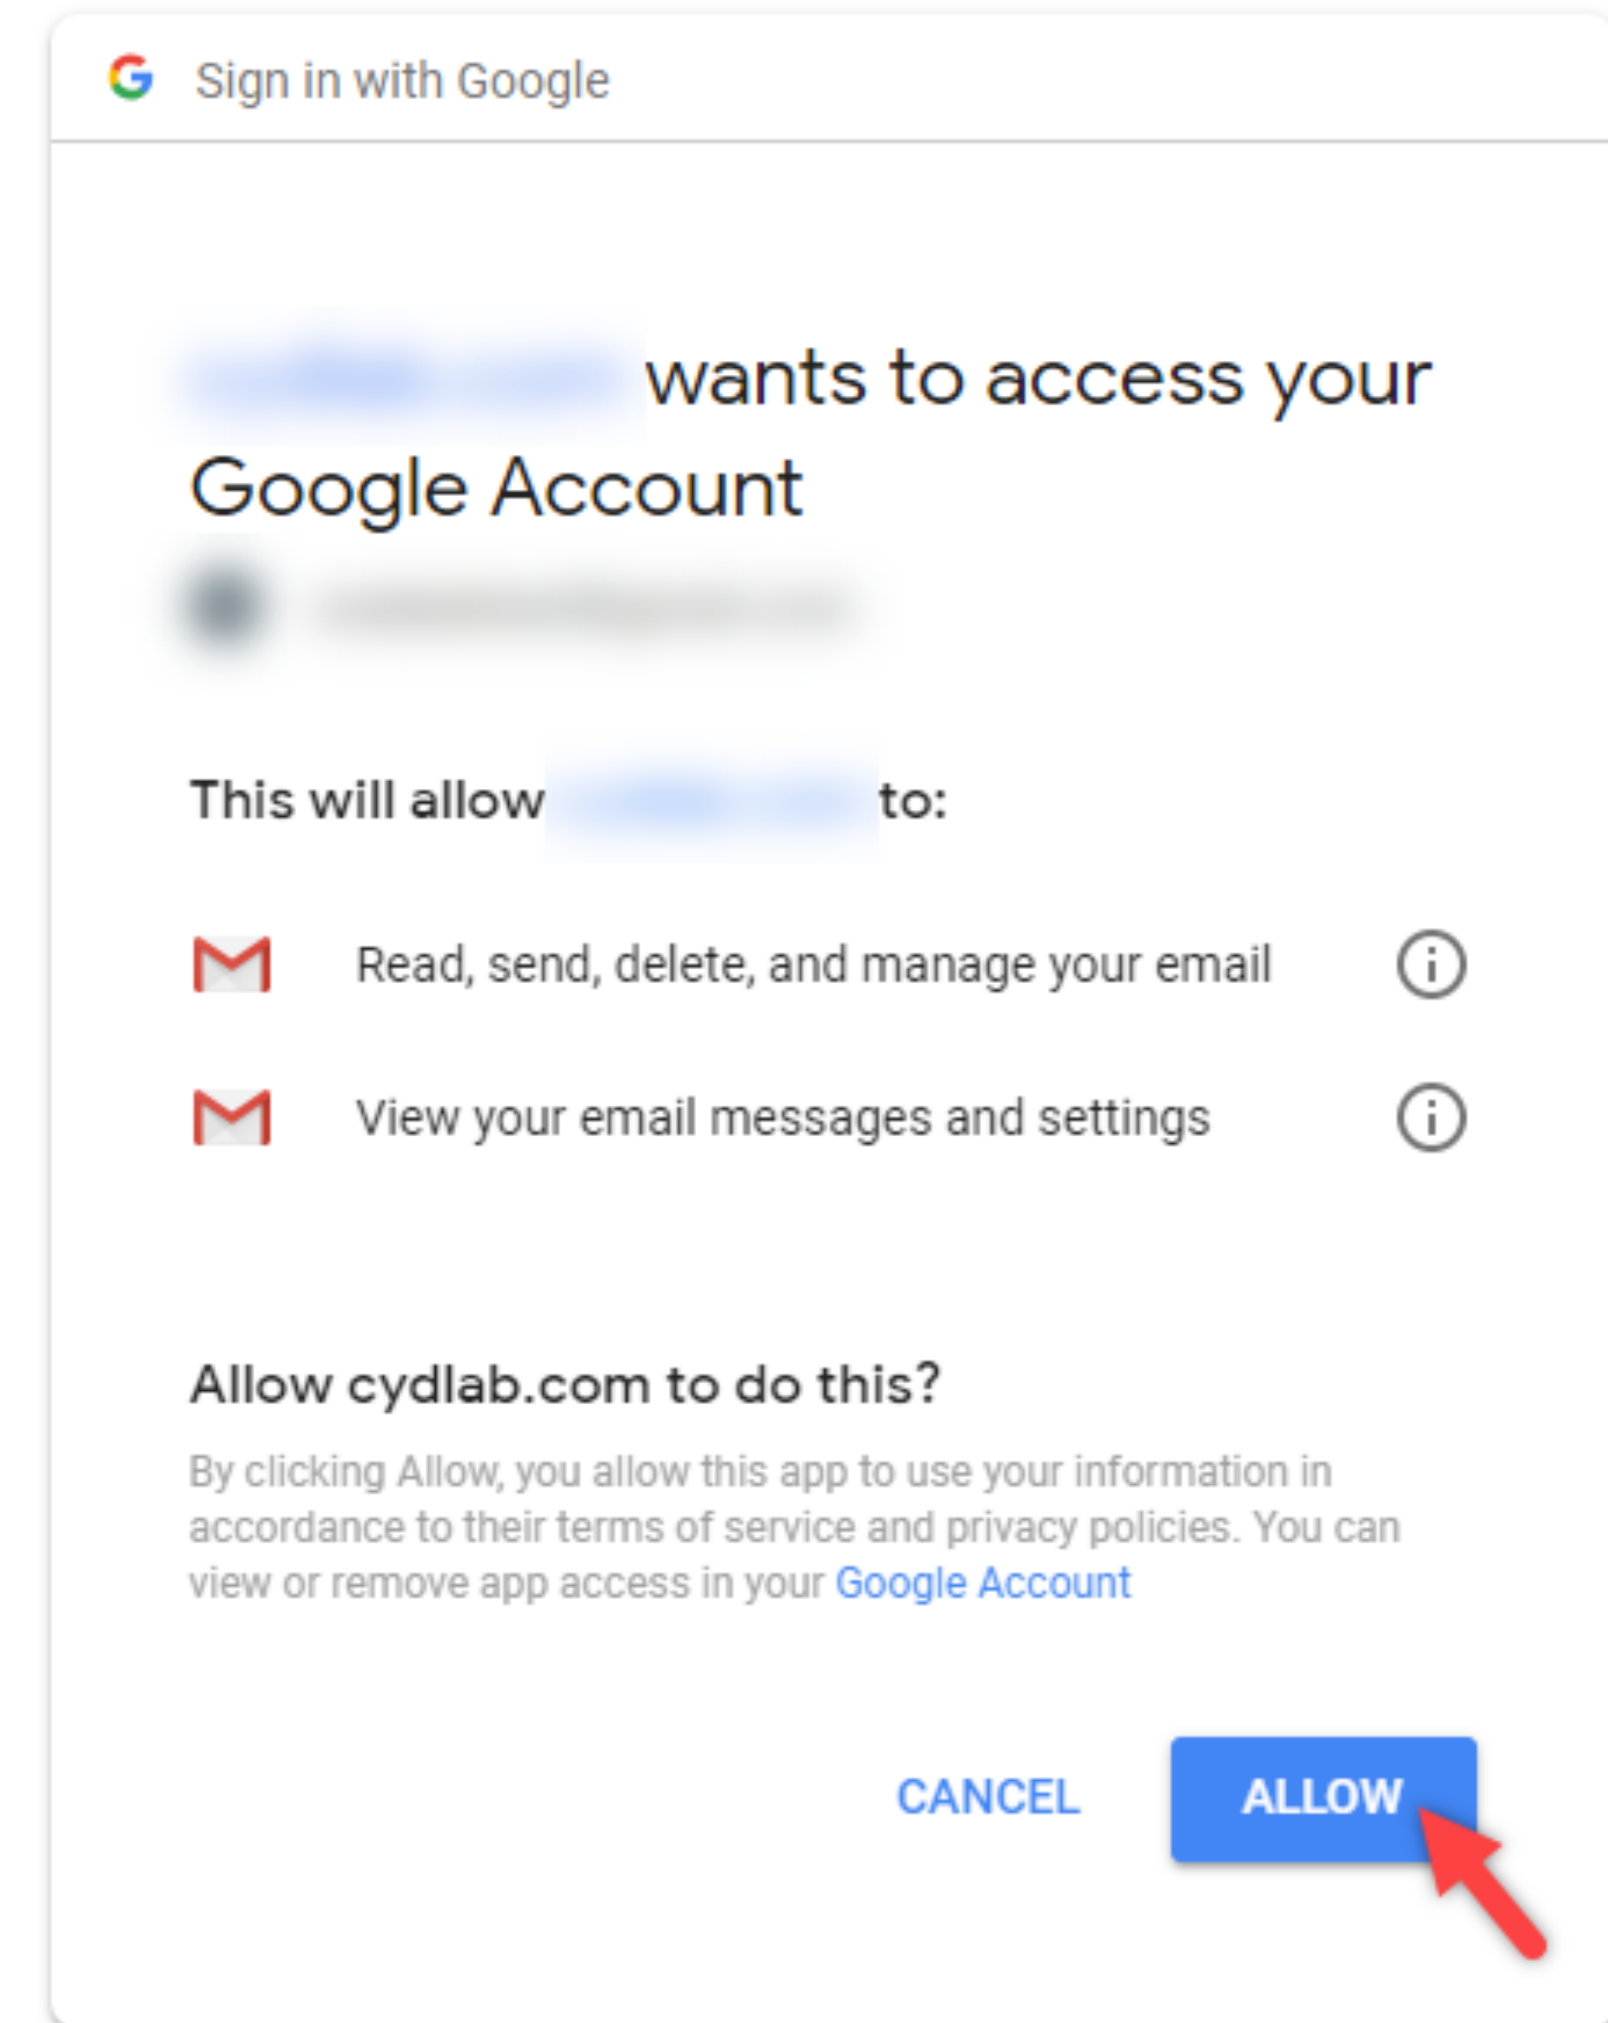 Sign in with Google
wants to access your
Google Account
This will allow to:
Read, send, delete, and manage your email
View your email messages and settings
Allow cydlab.com to do this?
By clicking Allow, you allow this app to use your information in
accordance to their terms of service and privacy policies. You can
view or remove app access in your Google Account
CANCEL ALLOW